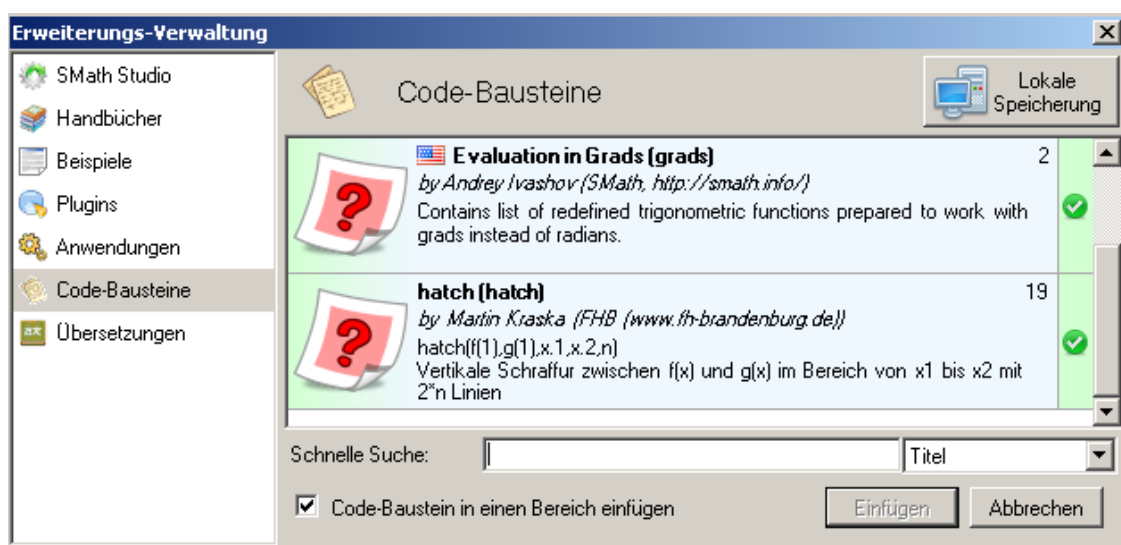 Erweiterungs-Verwaltung
SMath Studio
Handbücher
Beispiele
Plugins
Anwendungen
Code-Bausteine
Übersetzungen
Code-Bausteine
Lokale
Speicherung
Evaluation in Grads (grads) 2
by Andrey Ivashov (SMath, http://smath.info/)
Contains list of redefined trigonometric functions prepared to work with
grads instead of radians.
hatch (hatch) 19
by Martin Kraska (FHB (www.fh-brandenburg.de))
hatch(f(1),g(1),x.1,x.2,n)
Vertikale Schraffur zwischen f(x) und g(x) im Bereich von x1 bis x2 mit
2*n Linien
Schnelle Suche: Titel
Code-Baustein in einen Bereich einfügen
Einfügen Abbrechen